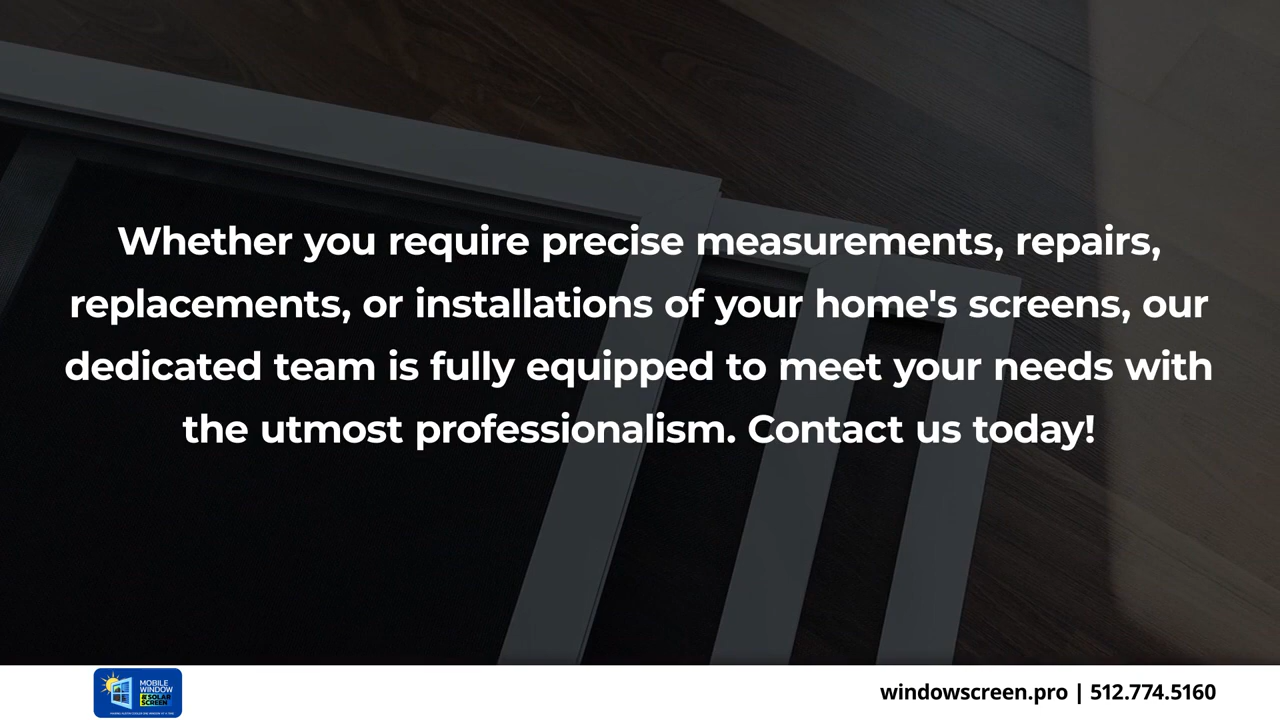 Whether you require precise measurements, repairs,
replacements, or installations of your home's screens, our
dedicated team is fully equipped to meet your needs with
the utmost professionalism. Contact us today!
MOBILE
WINDOW
& SOLAR
SCREEN
windowscreen.pro | 512.774.5160